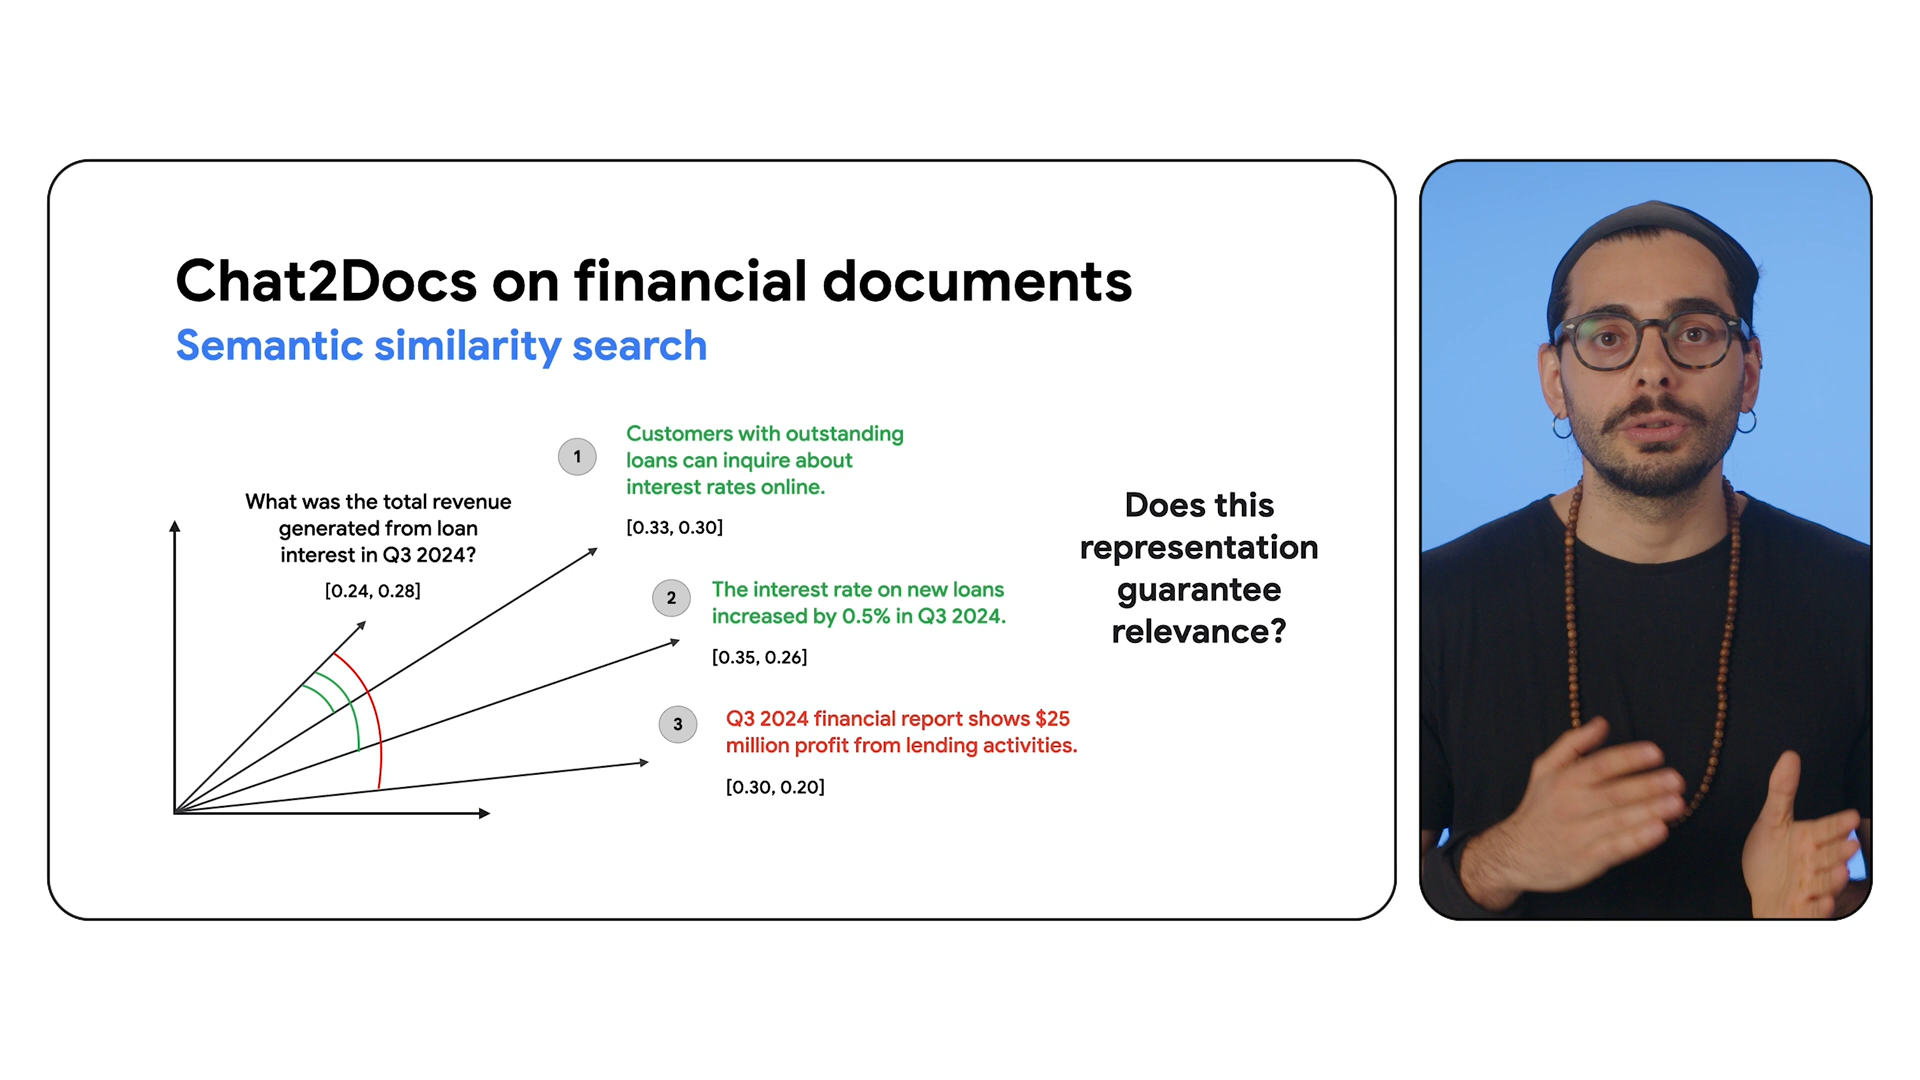 Chat2Docs on financial documents
Semantic similarity search
What was the total revenue
generated from loan
interest in Q3 2024?
[0.24, 0.28]
1
Customers with outstanding
loans can inquire about
interest rates online.
[0.33, 0.30]
2
The interest rate on new loans
increased by 0.5% in Q3 2024.
[0.35, 0.26]
3
Q3 2024 financial report shows $25
million profit from lending activities.
[0.30, 0.20]
Does this
representation
guarantee
relevance?